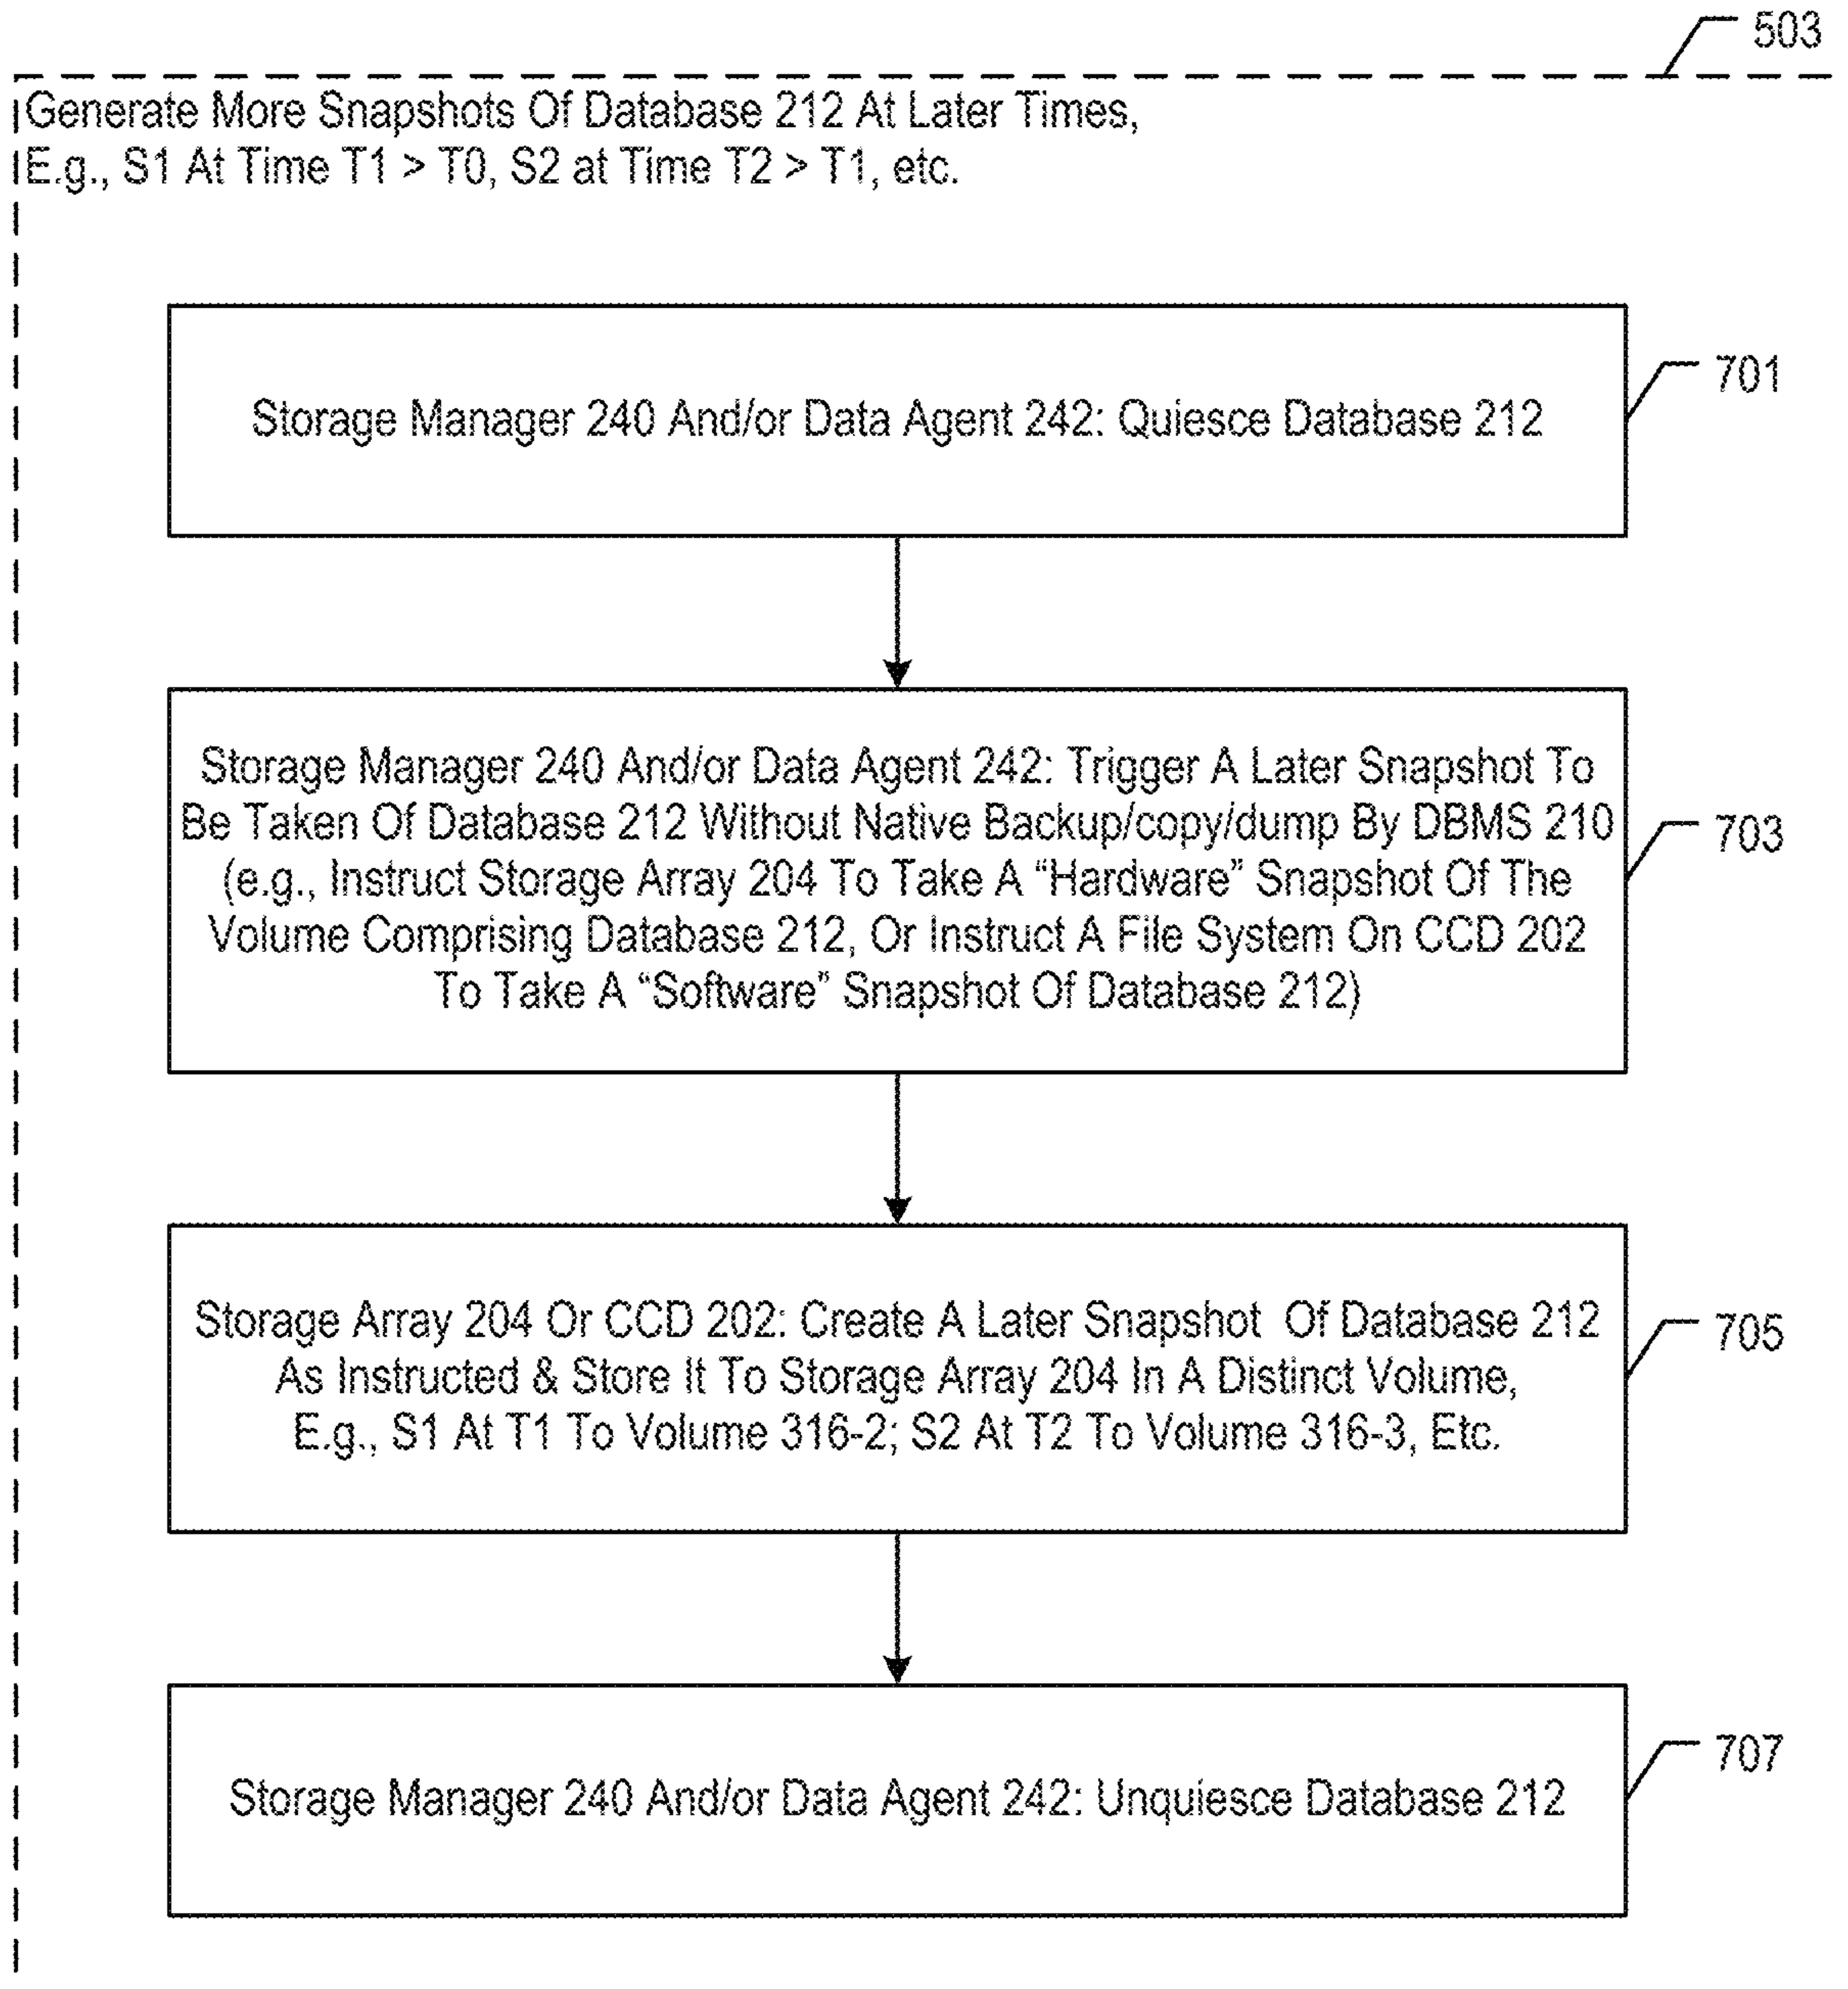 503
Generate More Snapshots Of Database 212 At Later Times,
E.g., S1 At Time T1 > T0, S2 at Time T2 > T1, etc.
Storage Manager 240 And/or Data Agent 242: Quiesce Database 212
701
Storage Manager 240 And/or Data Agent 242: Trigger A Later Snapshot To
Be Taken Of Database 212 Without Native Backup/copy/dump By DBMS 210
(e.g., Instruct Storage Array 204 To Take A “Hardware” Snapshot Of The
Volume Comprising Database 212, Or Instruct A File System On CCD 202
To Take A “Software” Snapshot Of Database 212)
703
Storage Array 204 Or CCD 202: Create A Later Snapshot Of Database 212
As Instructed & Store It To Storage Array 204 In A Distinct Volume,
E.g., S1 At T1 To Volume 316-2; S2 At T2 To Volume 316-3, Etc.
705
Storage Manager 240 And/or Data Agent 242: Unquiesce Database 212
707